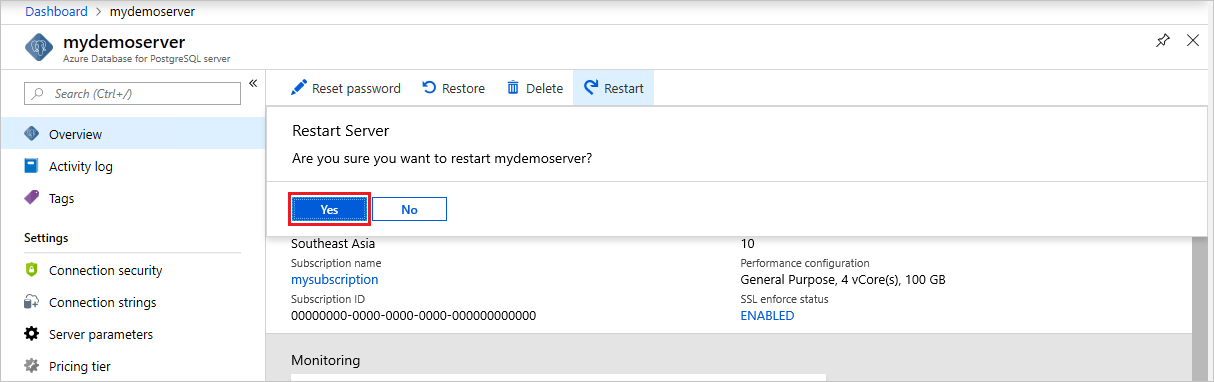 Dashboard > mydemoserver
mydemoserver
Azure Database for PostgreSQL server
Search (Ctrl+/)
«
Overview
Activity log
Tags
Settings
Connection security
Connection strings
Server parameters
Pricing tier
Reset password Restore Delete Restart
Restart Server
Are you sure you want to restart mydemoserver?
Yes No
Southeast Asia 10
Subscription name Performance configuration
mysubscription General Purpose, 4 vCore(s), 100 GB
Subscription ID SSL enforce status
00000000-0000-0000-0000-000000000000 ENABLED
Monitoring